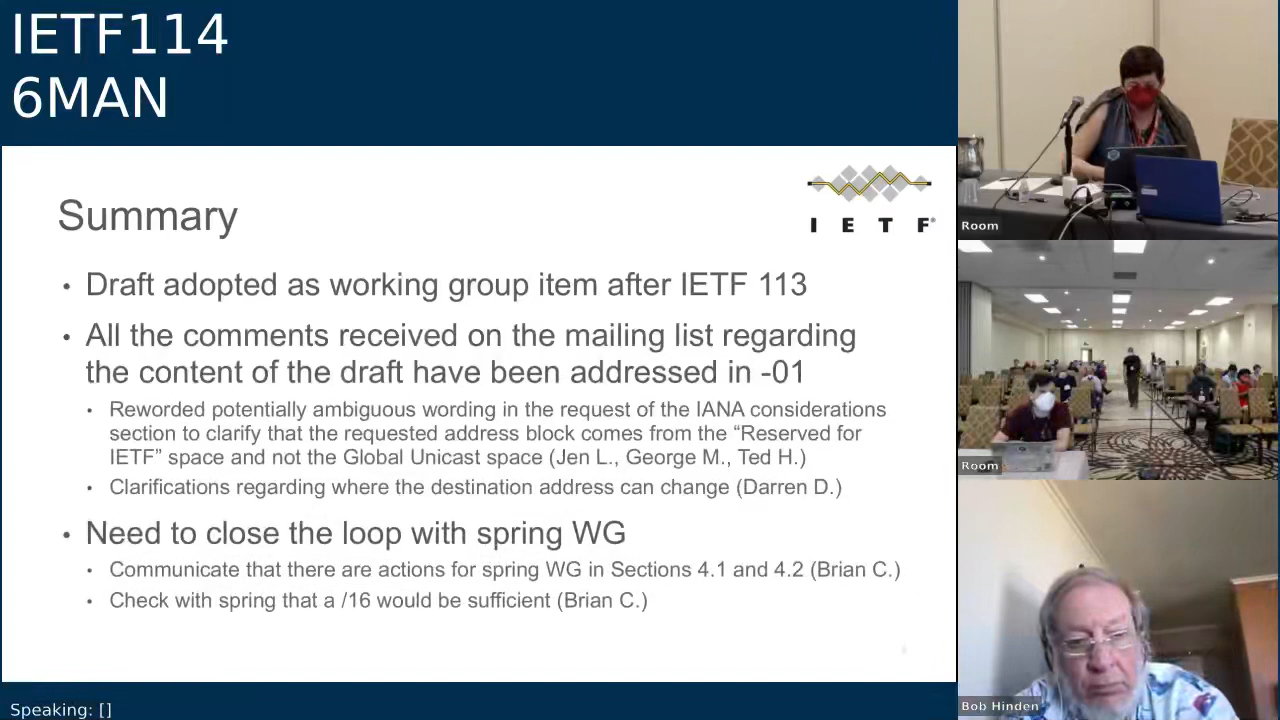 IETF114
6MAN
I E T F®
Summary
• Draft adopted as working group item after IETF 113
• All the comments received on the mailing list regarding
the content of the draft have been addressed in -01
• Reworded potentially ambiguous wording in the request of the IANA considerations
section to clarify that the requested address block comes from the “Reserved for
IETF” space and not the Global Unicast space (Jen L., George M., Ted H.)
• Clarifications regarding where the destination address can change (Darren D.)
• Need to close the loop with spring WG
• Communicate that there are actions for spring WG in Sections 4.1 and 4.2 (Brian C.)
• Check with spring that a /16 would be sufficient (Brian C.)
Speaking: []
Room
Room
Bob Hinden